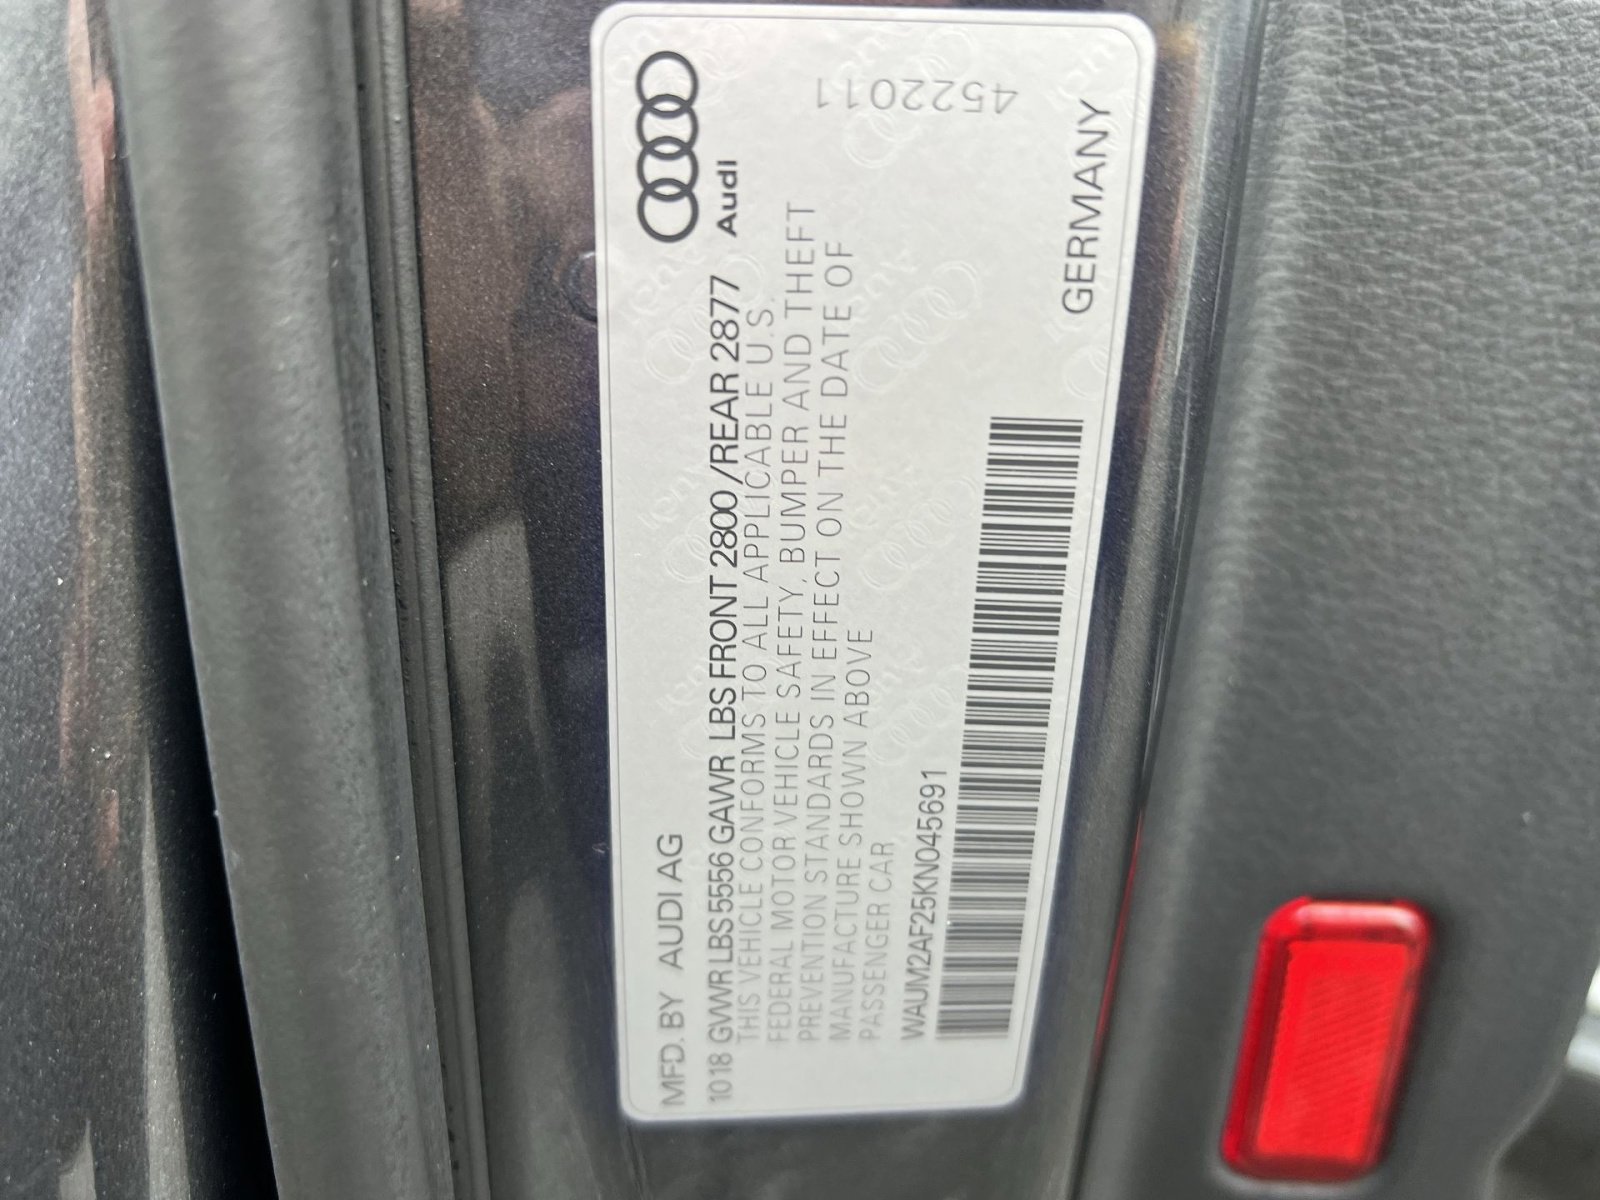 MFD. BY AUDI AG
Audi
1018 GVWR LBS 5556 GAWR LBS FRONT 2800 /REAR 2877
THIS VEHICLE CONFORMS TO ALL APPLICABLE U.S.
FEDERAL MOTOR VEHICLE SAFETY, BUMPER AND THEFT
PREVENTION STANDARDS IN EFFECT ON THE DATE OF
MANUFACTURE SHOWN ABOVE
PASSENGER CAR
WAUM2AF25KN045691
GERMANY
4522011